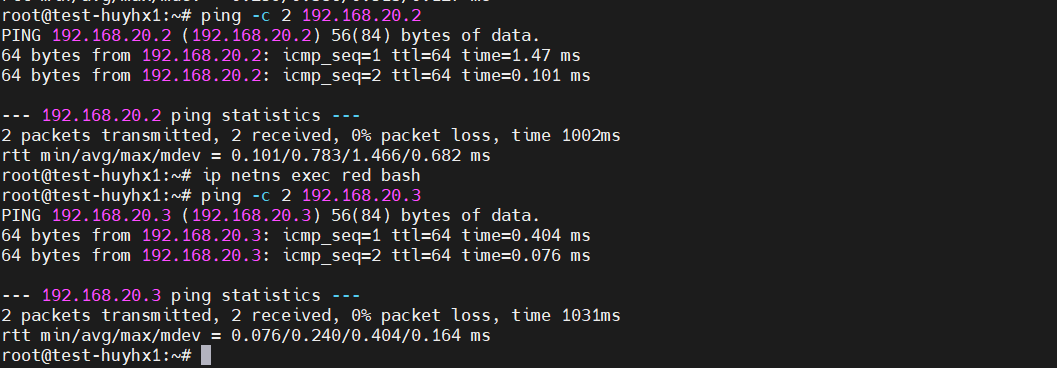 root@test-huyhx1:~# ping -c 2 192.168.20.2
PING 192.168.20.2 (192.168.20.2) 56(84) bytes of data.
64 bytes from 192.168.20.2: icmp_seq=1 ttl=64 time=1.47 ms
64 bytes from 192.168.20.2: icmp_seq=2 ttl=64 time=0.101 ms

--- 192.168.20.2 ping statistics ---
2 packets transmitted, 2 received, 0% packet loss, time 1002ms
rtt min/avg/max/mdev = 0.101/0.783/1.466/0.682 ms
root@test-huyhx1:~# ip netns exec red bash
root@test-huyhx1:~# ping -c 2 192.168.20.3
PING 192.168.20.3 (192.168.20.3) 56(84) bytes of data.
64 bytes from 192.168.20.3: icmp_seq=1 ttl=64 time=0.404 ms
64 bytes from 192.168.20.3: icmp_seq=2 ttl=64 time=0.076 ms

--- 192.168.20.3 ping statistics ---
2 packets transmitted, 2 received, 0% packet loss, time 1031ms
rtt min/avg/max/mdev = 0.076/0.240/0.404/0.164 ms
root@test-huyhx1:~#